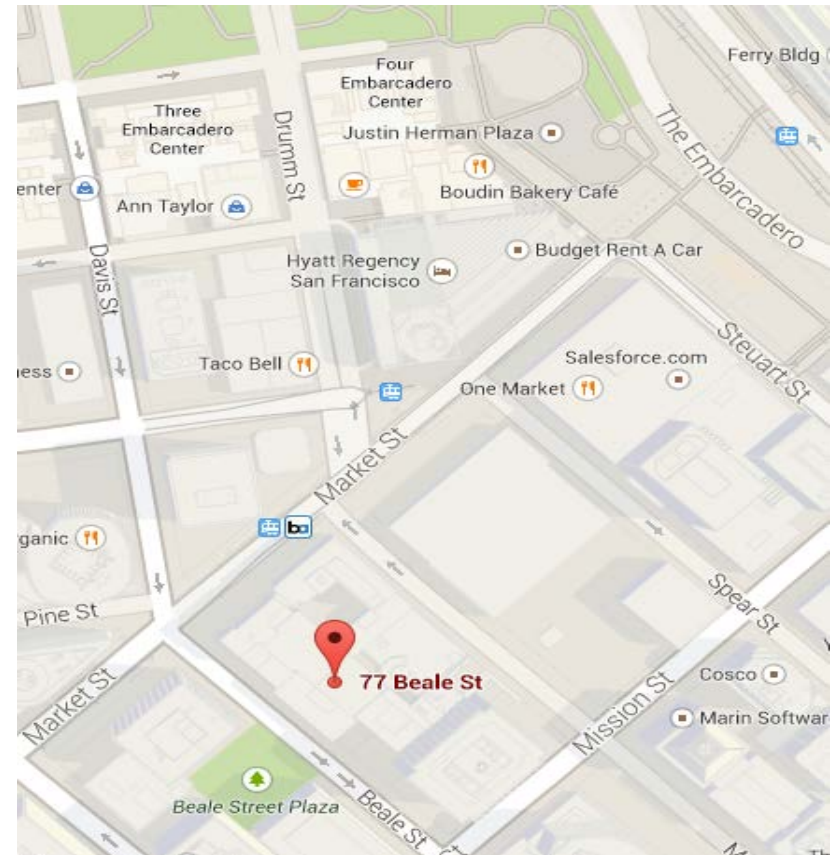 Ferry Bldg
Four
Embarcadero
Center
Three
Embarcadero
Center
Drumm St
Justin Herman Plaza
The Embarcadero
enter
Ann Taylor
Boudin Bakery Café
Davis St
Hyatt Regency
San Francisco
Budget Rent A Car
Steuart St
ness
Taco Bell
Salesforce.com
One Market
Market St
ba
rganic
Pine St
Spear St
77 Beale St
Market St
Mission St
Cosco
Marin Softwar
Beale Street Plaza
Beale St